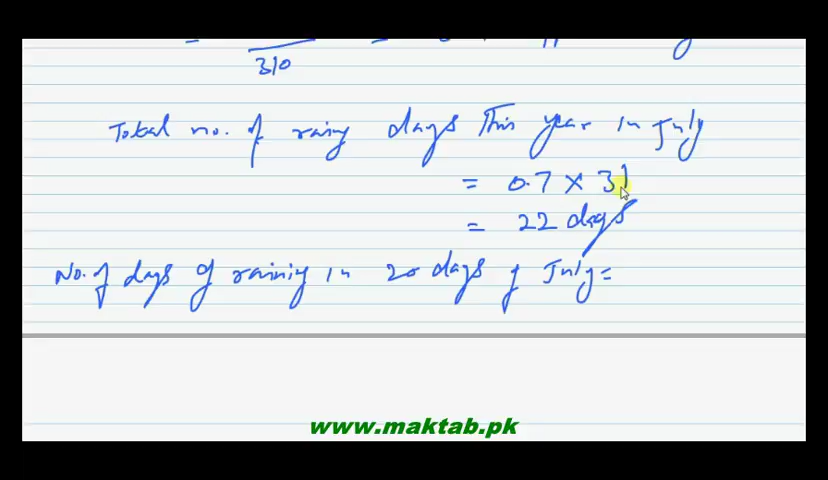 310
Total no. of rainy days This year in July
= 0.7 × 31
= 22 days
No. of days of raining in 20 days of July =
www.maktab.pk